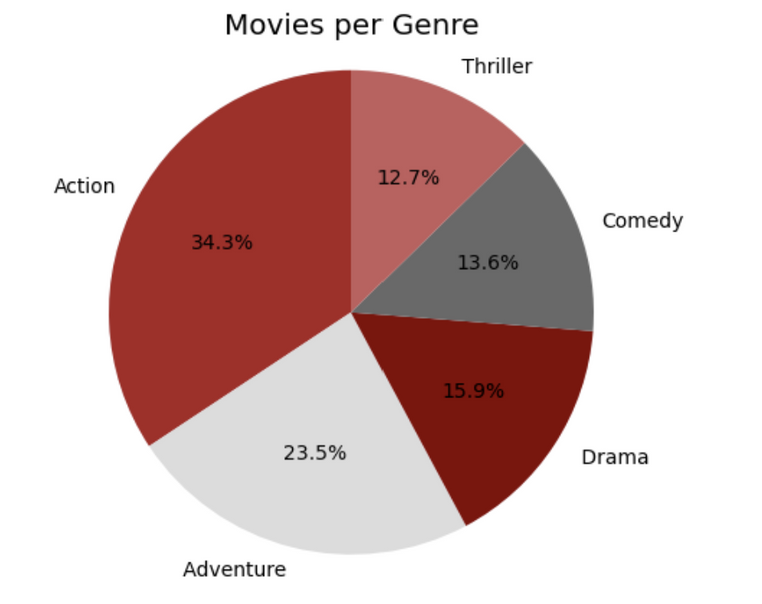 Movies per Genre
Thriller
12.7%
Action
Comedy
34.3%
13.6%
15.9%
23.5%
Drama
Adventure